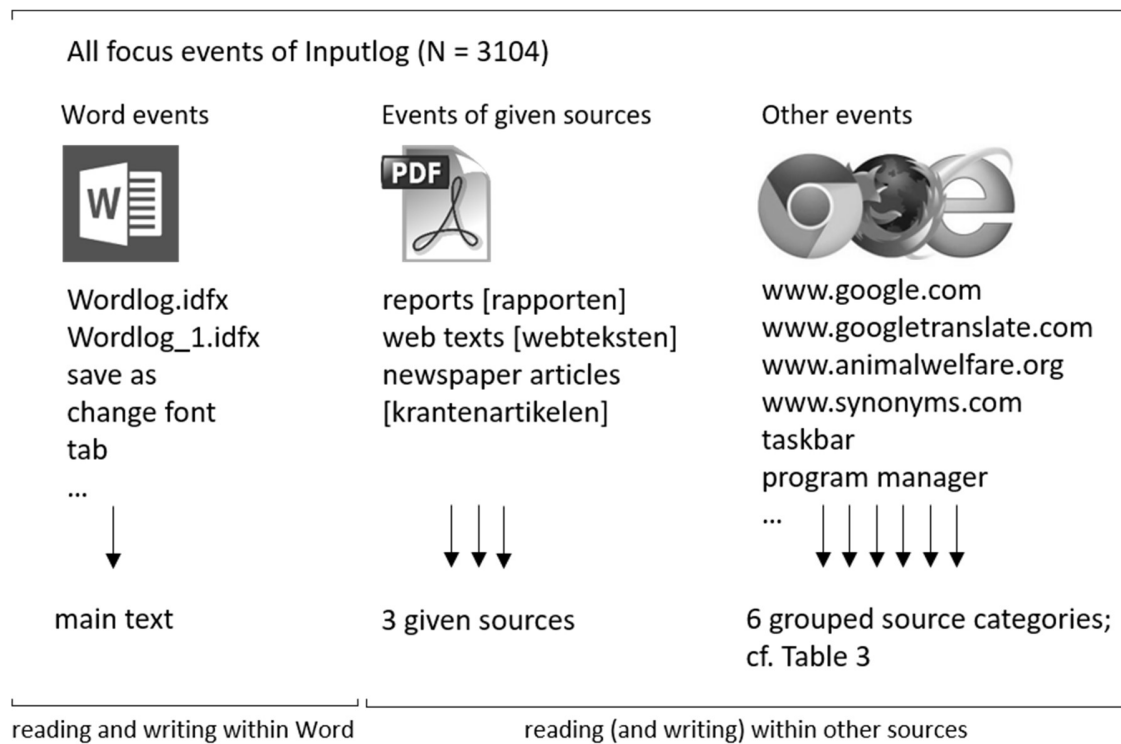 All focus events of Inputlog (N = 3104)
Word events
W
Wordlog.idfx
Wordlog_1.idfx
save as
change font
tab
...
main text
Events of given sources
PDF
reports [rapporten]
web texts [webteksten]
newspaper articles
[krantenartikelen]
3 given sources
Other events
www.google.com
www.googletranslate.com
www.animalwelfare.org
www.synonyms.com
taskbar
program manager
...
6 grouped source categories;
cf. Table 3
reading and writing within Word
reading (and writing) within other sources